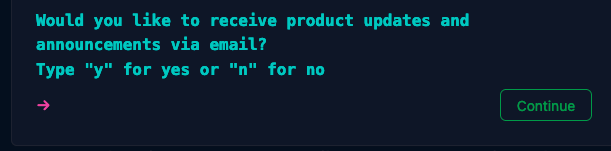 Would you like to receive product updates and
announcements via email?
Type "y" for yes or "n" for no
→
Continue